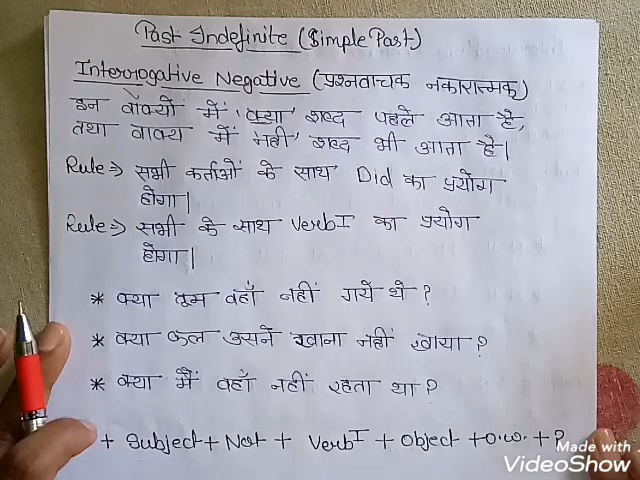 Past Indefinite (Simple Past)
Interrogative Negative (प्रश्नवाचक नकारात्मक)
इन वाक्यों में 'क्या' शब्द पहले आता है,
तथा वाक्य में 'नहीं' शब्द भी आता है।
Rule⇒ सभी कर्ताओं के साथ Did का प्रयोग
होगा।
Rule⇒ सभी के साथ Verb I का प्रयोग
होगा।
* क्या तुम वहाँ नहीं गये थे ?
* क्या कल उसने खाना नहीं खाया ?
* क्या मैं वहाँ नहीं रहता था ?
+ Subject + Not + Verb I + Object + o.w. + ?
Made with
VideoShow